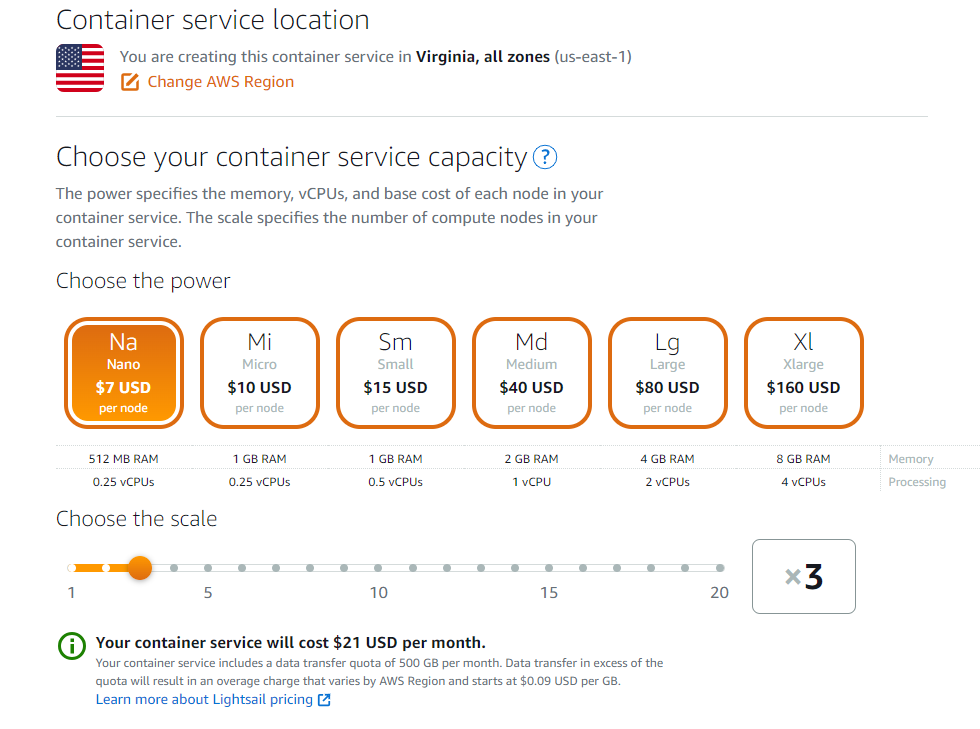 Container service location
You are creating this container service in Virginia, all zones (us-east-1)
Change AWS Region
Choose your container service capacity ?
The power specifies the memory, vCPUs, and base cost of each node in your
container service. The scale specifies the number of compute nodes in your
container service.
Choose the power
Na Mi Sm Md Lg Xl
Nano Micro Small Medium Large Xlarge
$7 USD $10 USD $15 USD $40 USD $80 USD $160 USD
per node per node per node per node per node per node
512 MB RAM 1 GB RAM 1 GB RAM 2 GB RAM 4 GB RAM 8 GB RAM Memory
0.25 vCPUs 0.25 vCPUs 0.5 vCPUs 1 vCPU 2 vCPUs 4 vCPUs Processing
Choose the scale
×3
1 5 10 15 20
Your container service will cost $21 USD per month.
Your container service includes a data transfer quota of 500 GB per month. Data transfer in excess of the
quota will result in an overage charge that varies by AWS Region and starts at $0.09 USD per GB.
Learn more about Lightsail pricing